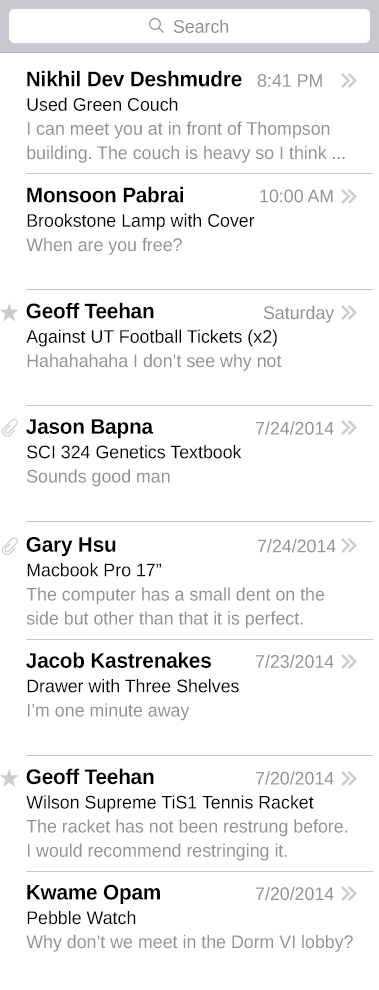 Search
Nikhil Dev Deshmudre 8:41 PM
Used Green Couch
I can meet you at in front of Thompson
building. The couch is heavy so I think ...
Monsoon Pabrai 10:00 AM
Brookstone Lamp with Cover
When are you free?
Geoff Teehan Saturday
Against UT Football Tickets (x2)
Hahahahaha I don’t see why not
Jason Bapna 7/24/2014
SCI 324 Genetics Textbook
Sounds good man
Gary Hsu 7/24/2014
Macbook Pro 17”
The computer has a small dent on the
side but other than that it is perfect.
Jacob Kastrenakes 7/23/2014
Drawer with Three Shelves
I’m one minute away
Geoff Teehan 7/20/2014
Wilson Supreme TiS1 Tennis Racket
The racket has not been restrung before.
I would recommend restringing it.
Kwame Opam 7/20/2014
Pebble Watch
Why don’t we meet in the Dorm VI lobby?